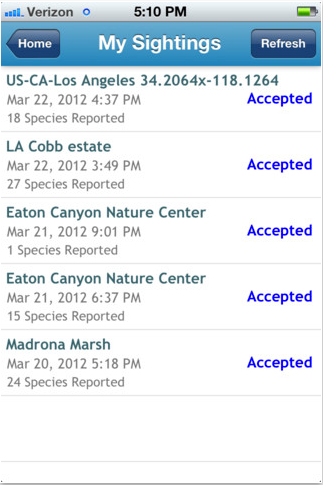 Verizon 5:10 PM
Home My Sightings Refresh
US-CA-Los Angeles 34.2064x-118.1264
Mar 22, 2012 4:37 PM Accepted
18 Species Reported
LA Cobb estate
Mar 22, 2012 3:49 PM Accepted
27 Species Reported
Eaton Canyon Nature Center
Mar 21, 2012 9:01 PM Accepted
1 Species Reported
Eaton Canyon Nature Center
Mar 21, 2012 6:37 PM Accepted
15 Species Reported
Madrona Marsh
Mar 20, 2012 5:18 PM Accepted
24 Species Reported